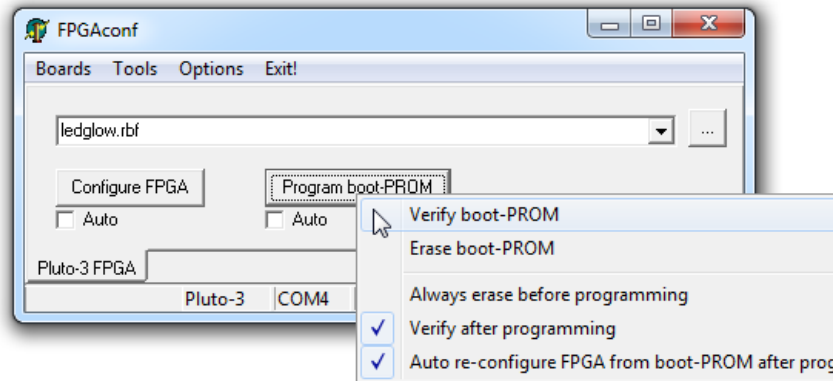 FPGAconf
Boards Tools Options Exit!
ledglow.rbf
...
Configure FPGA
Program boot-PROM
Auto
Auto
Verify boot-PROM
Erase boot-PROM
Always erase before programming
Verify after programming
Auto re-configure FPGA from boot-PROM after prog
Pluto-3 FPGA
Pluto-3 COM4